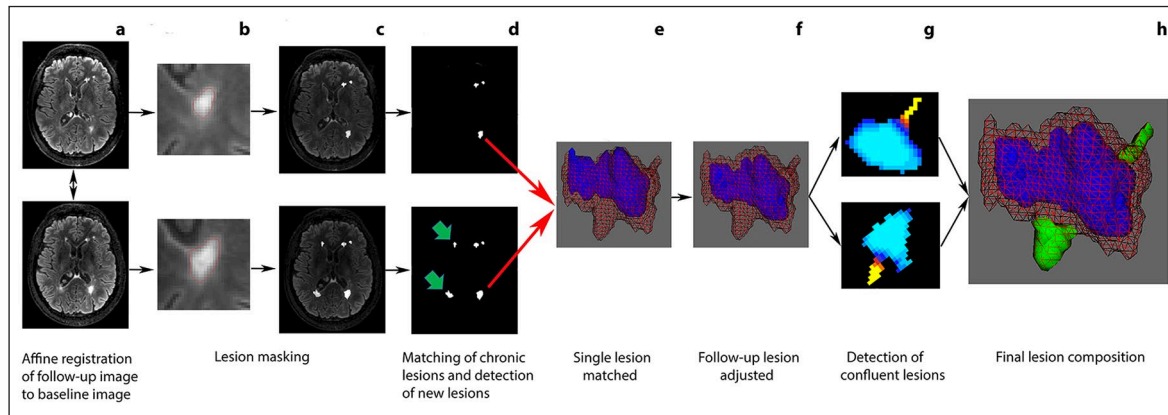 a b c d e f g h
Affine registration
of follow-up image
to baseline image
Lesion masking
Matching of chronic
lesions and detection
of new lesions
Single lesion
matched
Follow-up lesion
adjusted
Detection of
confluent lesions
Final lesion composition